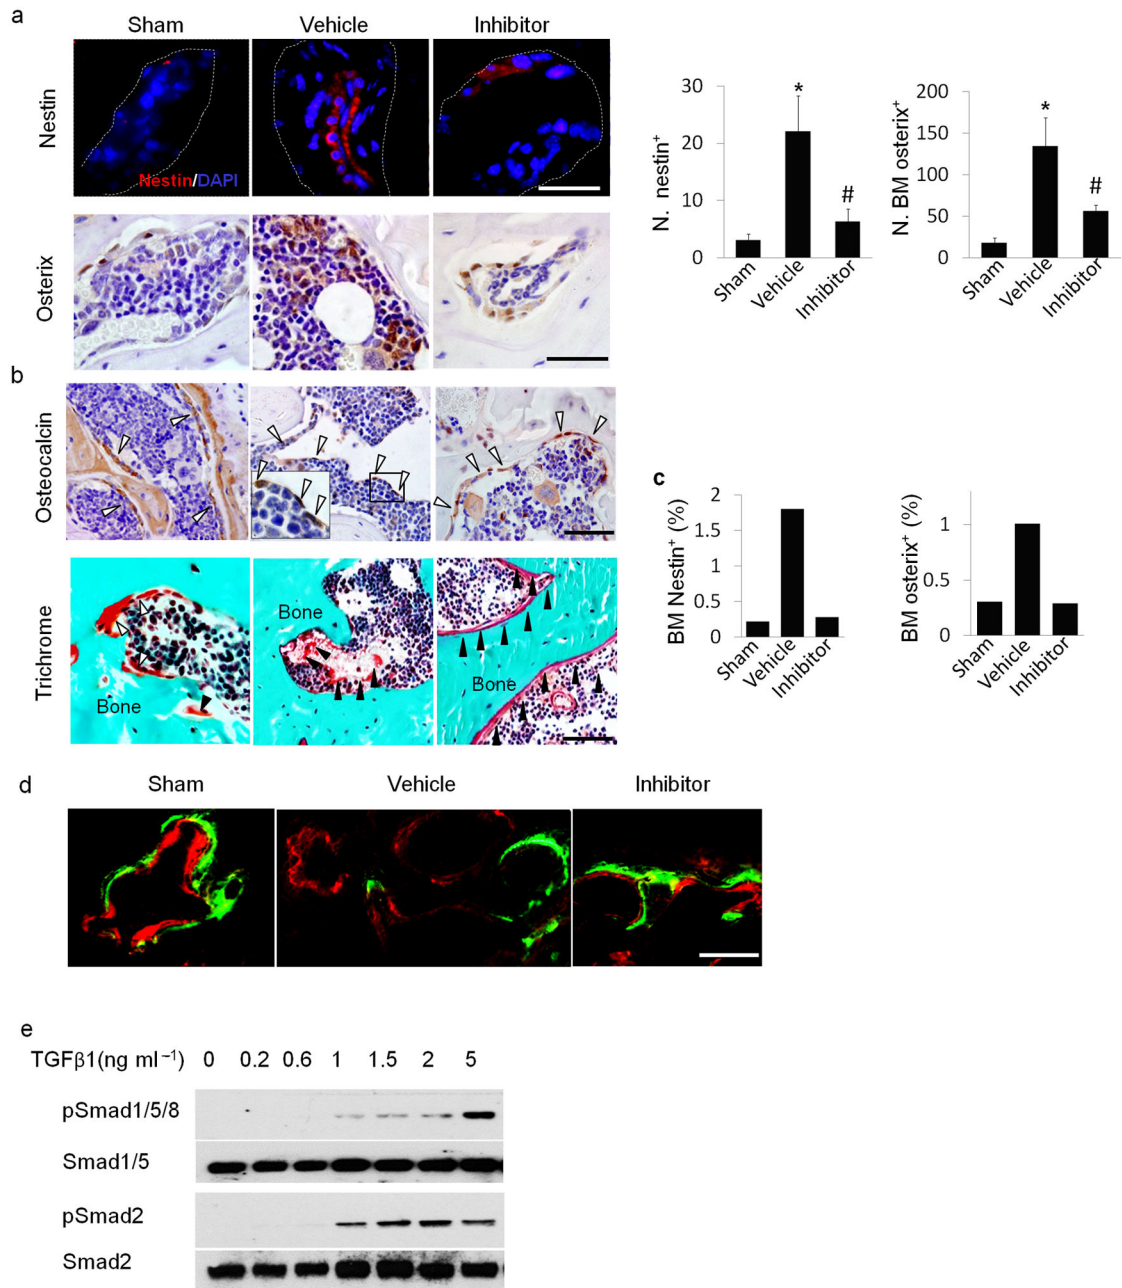 a
Sham Vehicle Inhibitor
Nestin
Nestin/DAPI
Osterix
N. nestin⁺
30
20
10
0
*
#
Sham Vehicle Inhibitor
N. BM osterix⁺
200
150
100
50
0
*
#
Sham Vehicle Inhibitor
b
Osteocalcin
Trichrome
Bone
Bone
Bone
c
BM Nestin⁺ (%)
2
1.5
1
0.5
0
Sham Vehicle Inhibitor
BM osterix⁺ (%)
1
0.5
0
Sham Vehicle Inhibitor
d
Sham Vehicle Inhibitor
e
TGFβ1(ng ml⁻¹) 0 0.2 0.6 1 1.5 2 5
pSmad1/5/8
Smad1/5
pSmad2
Smad2